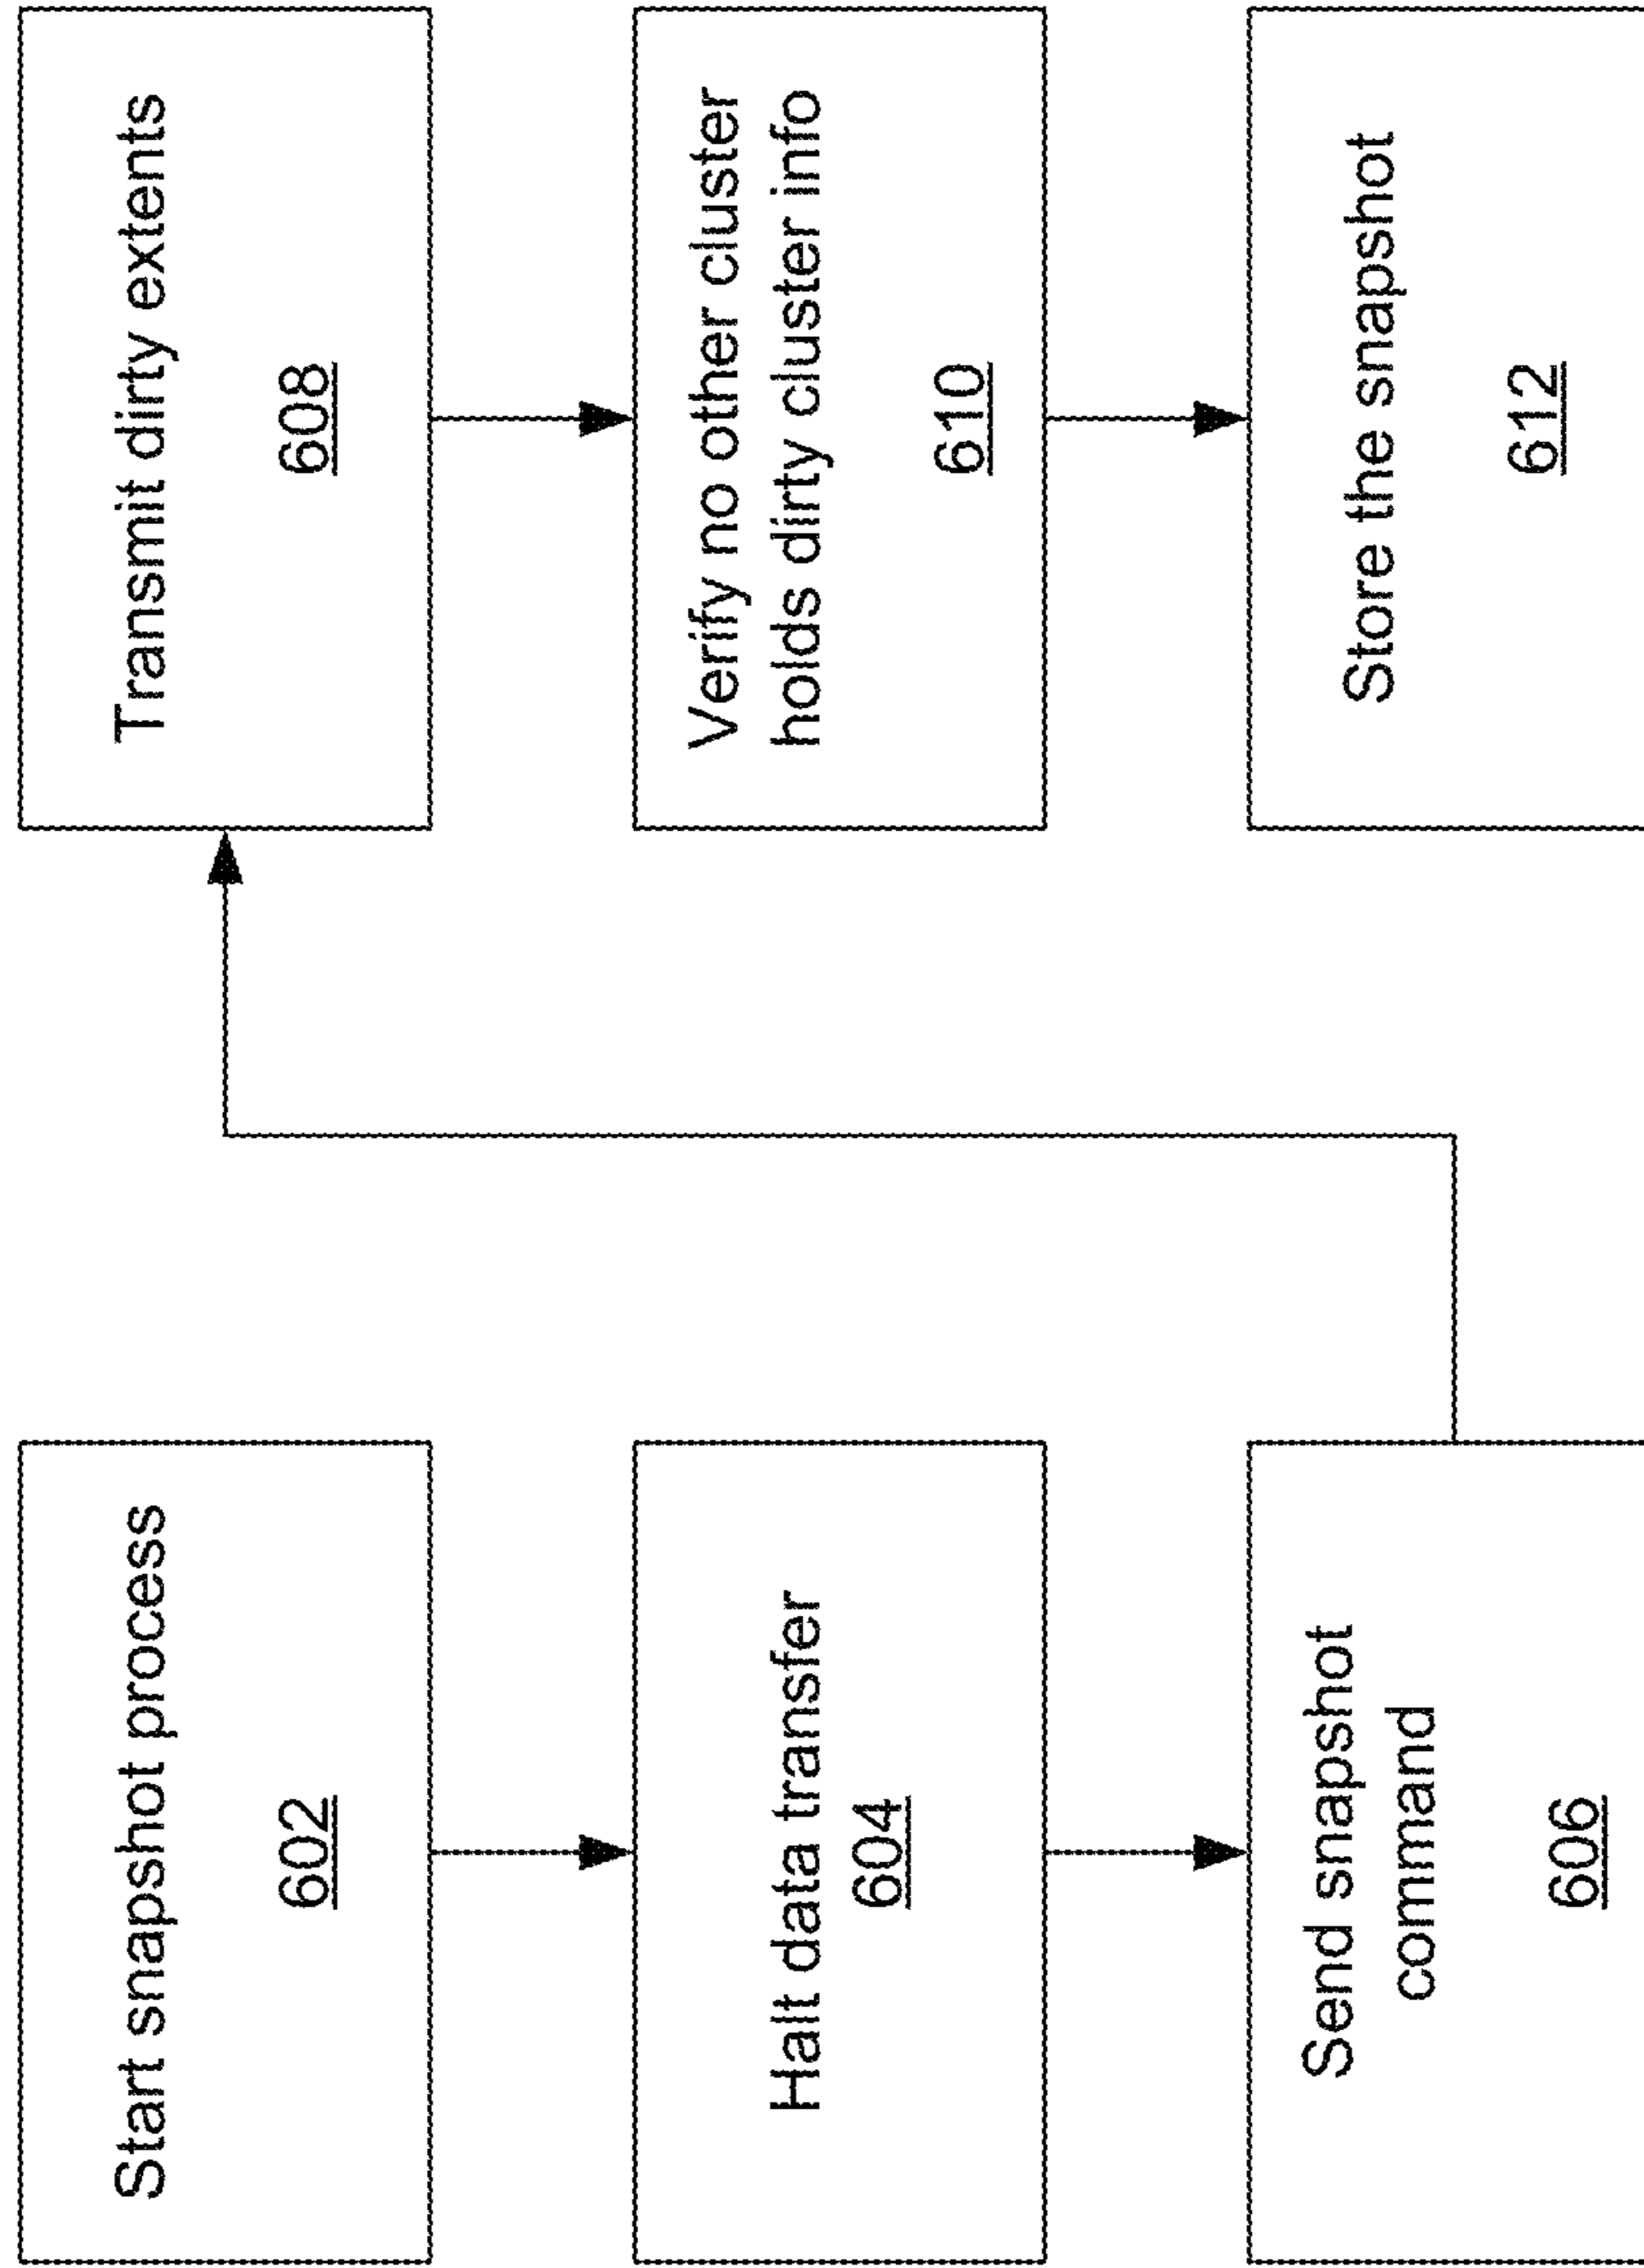 Start snapshot process
602
Halt data transfer
604
Send snapshot
command
606
Transmit dirty extents
608
Verify no other cluster
holds dirty cluster info
610
Store the snapshot
612